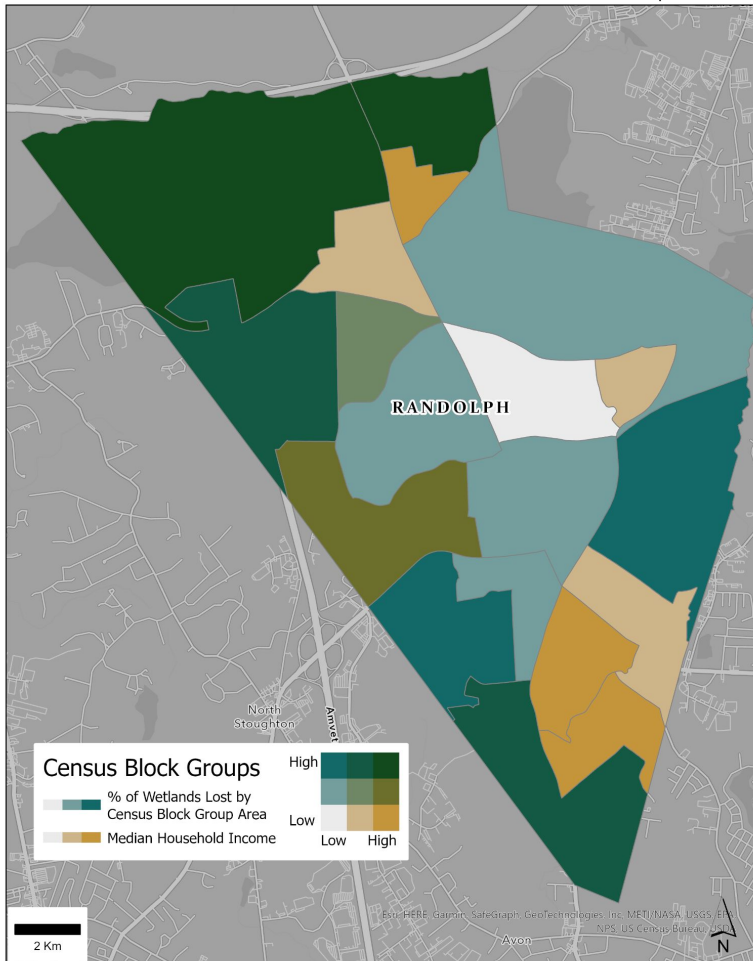 RANDOLPH
North
Stoughton
Amvet
Census Block Groups
% of Wetlands Lost by
Census Block Group Area
Median Household Income
High
Low
Low High
2 Km
Esri, HERE, Garmin, SafeGraph, GeoTechnologies, Inc, METI/NASA, USGS, EPA,
NPS, US Census Bureau, USDA
Avon
N